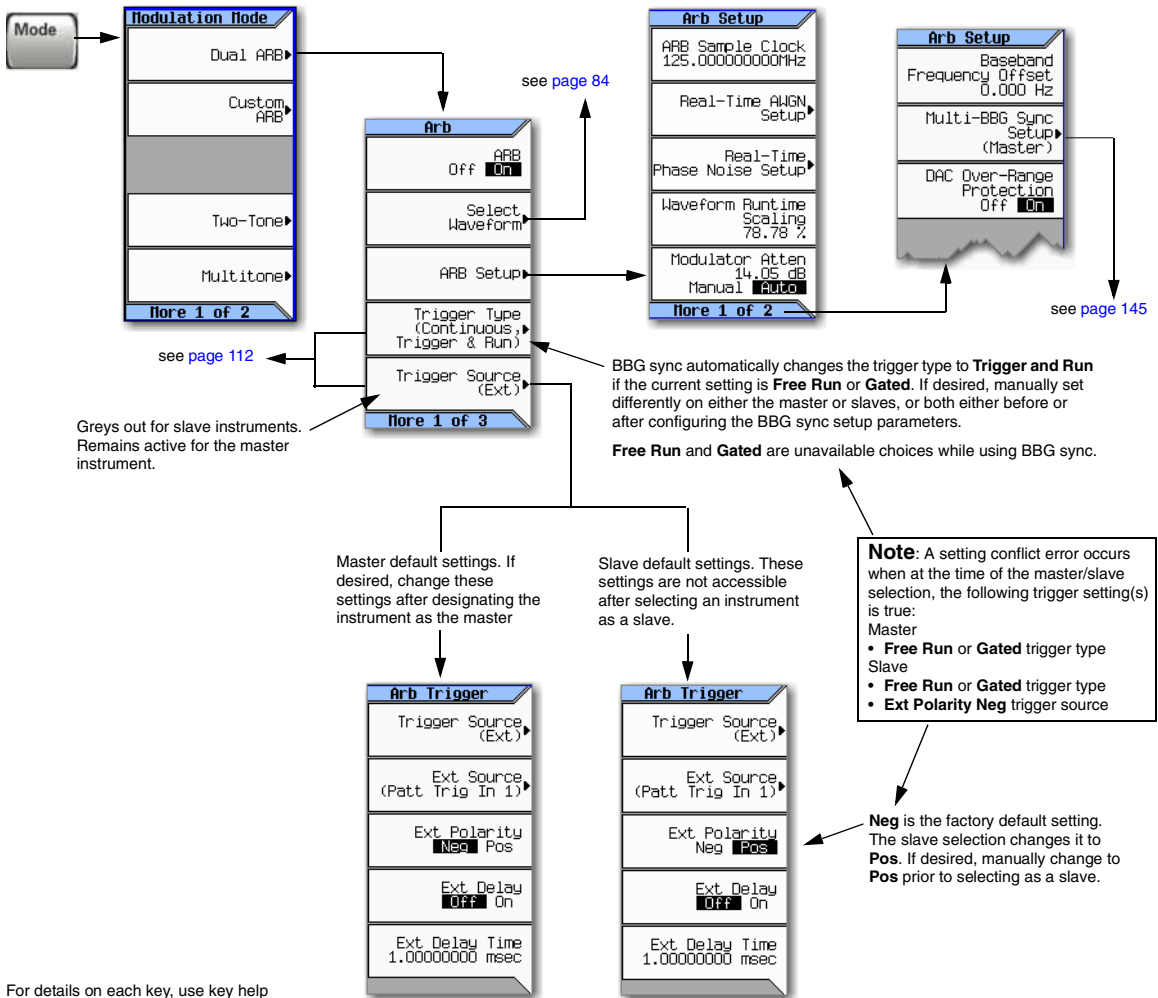 Mode
Modulation Mode
Dual ARB
Custom
ARB
Two-Tone
Multitone
More 1 of 2
Arb
ARB
Off On
Select
Waveform
ARB Setup
Trigger Type
(Continuous,
Trigger & Run)
Trigger Source
(Ext)
More 1 of 3
see page 84
Arb Setup
ARB Sample Clock
125.000000000MHz
Real-Time AWGN
Setup
Real-Time
Phase Noise Setup
Waveform Runtime
Scaling
78.78 %
Modulator Atten
14.05 dB
Manual Auto
More 1 of 2
Arb Setup
Baseband
Frequency Offset
0.000 Hz
Multi-BBG Sync
Setup
(Master)
DAC Over-Range
Protection
Off On
see page 145
see page 112
Greys out for slave instruments.
Remains active for the master
instrument.
BBG sync automatically changes the trigger type to Trigger and Run
if the current setting is Free Run or Gated. If desired, manually set
differently on either the master or slaves, or both either before or
after configuring the BBG sync setup parameters.
Free Run and Gated are unavailable choices while using BBG sync.
Master default settings. If
desired, change these
settings after designating the
instrument as the master
Slave default settings. These
settings are not accessible
after selecting an instrument
as a slave.
Note: A setting conflict error occurs
when at the time of the master/slave
selection, the following trigger setting(s)
is true:
Master
• Free Run or Gated trigger type
Slave
• Free Run or Gated trigger type
• Ext Polarity Neg trigger source
Arb Trigger
Trigger Source
(Ext)
Ext Source
(Patt Trig In 1)
Ext Polarity
Neg Pos
Ext Delay
Off On
Ext Delay Time
1.00000000 msec
Arb Trigger
Trigger Source
(Ext)
Ext Source
(Patt Trig In 1)
Ext Polarity
Neg Pos
Ext Delay
Off On
Ext Delay Time
1.00000000 msec
Neg is the factory default setting.
The slave selection changes it to
Pos. If desired, manually change to
Pos prior to selecting as a slave.
For details on each key, use key help